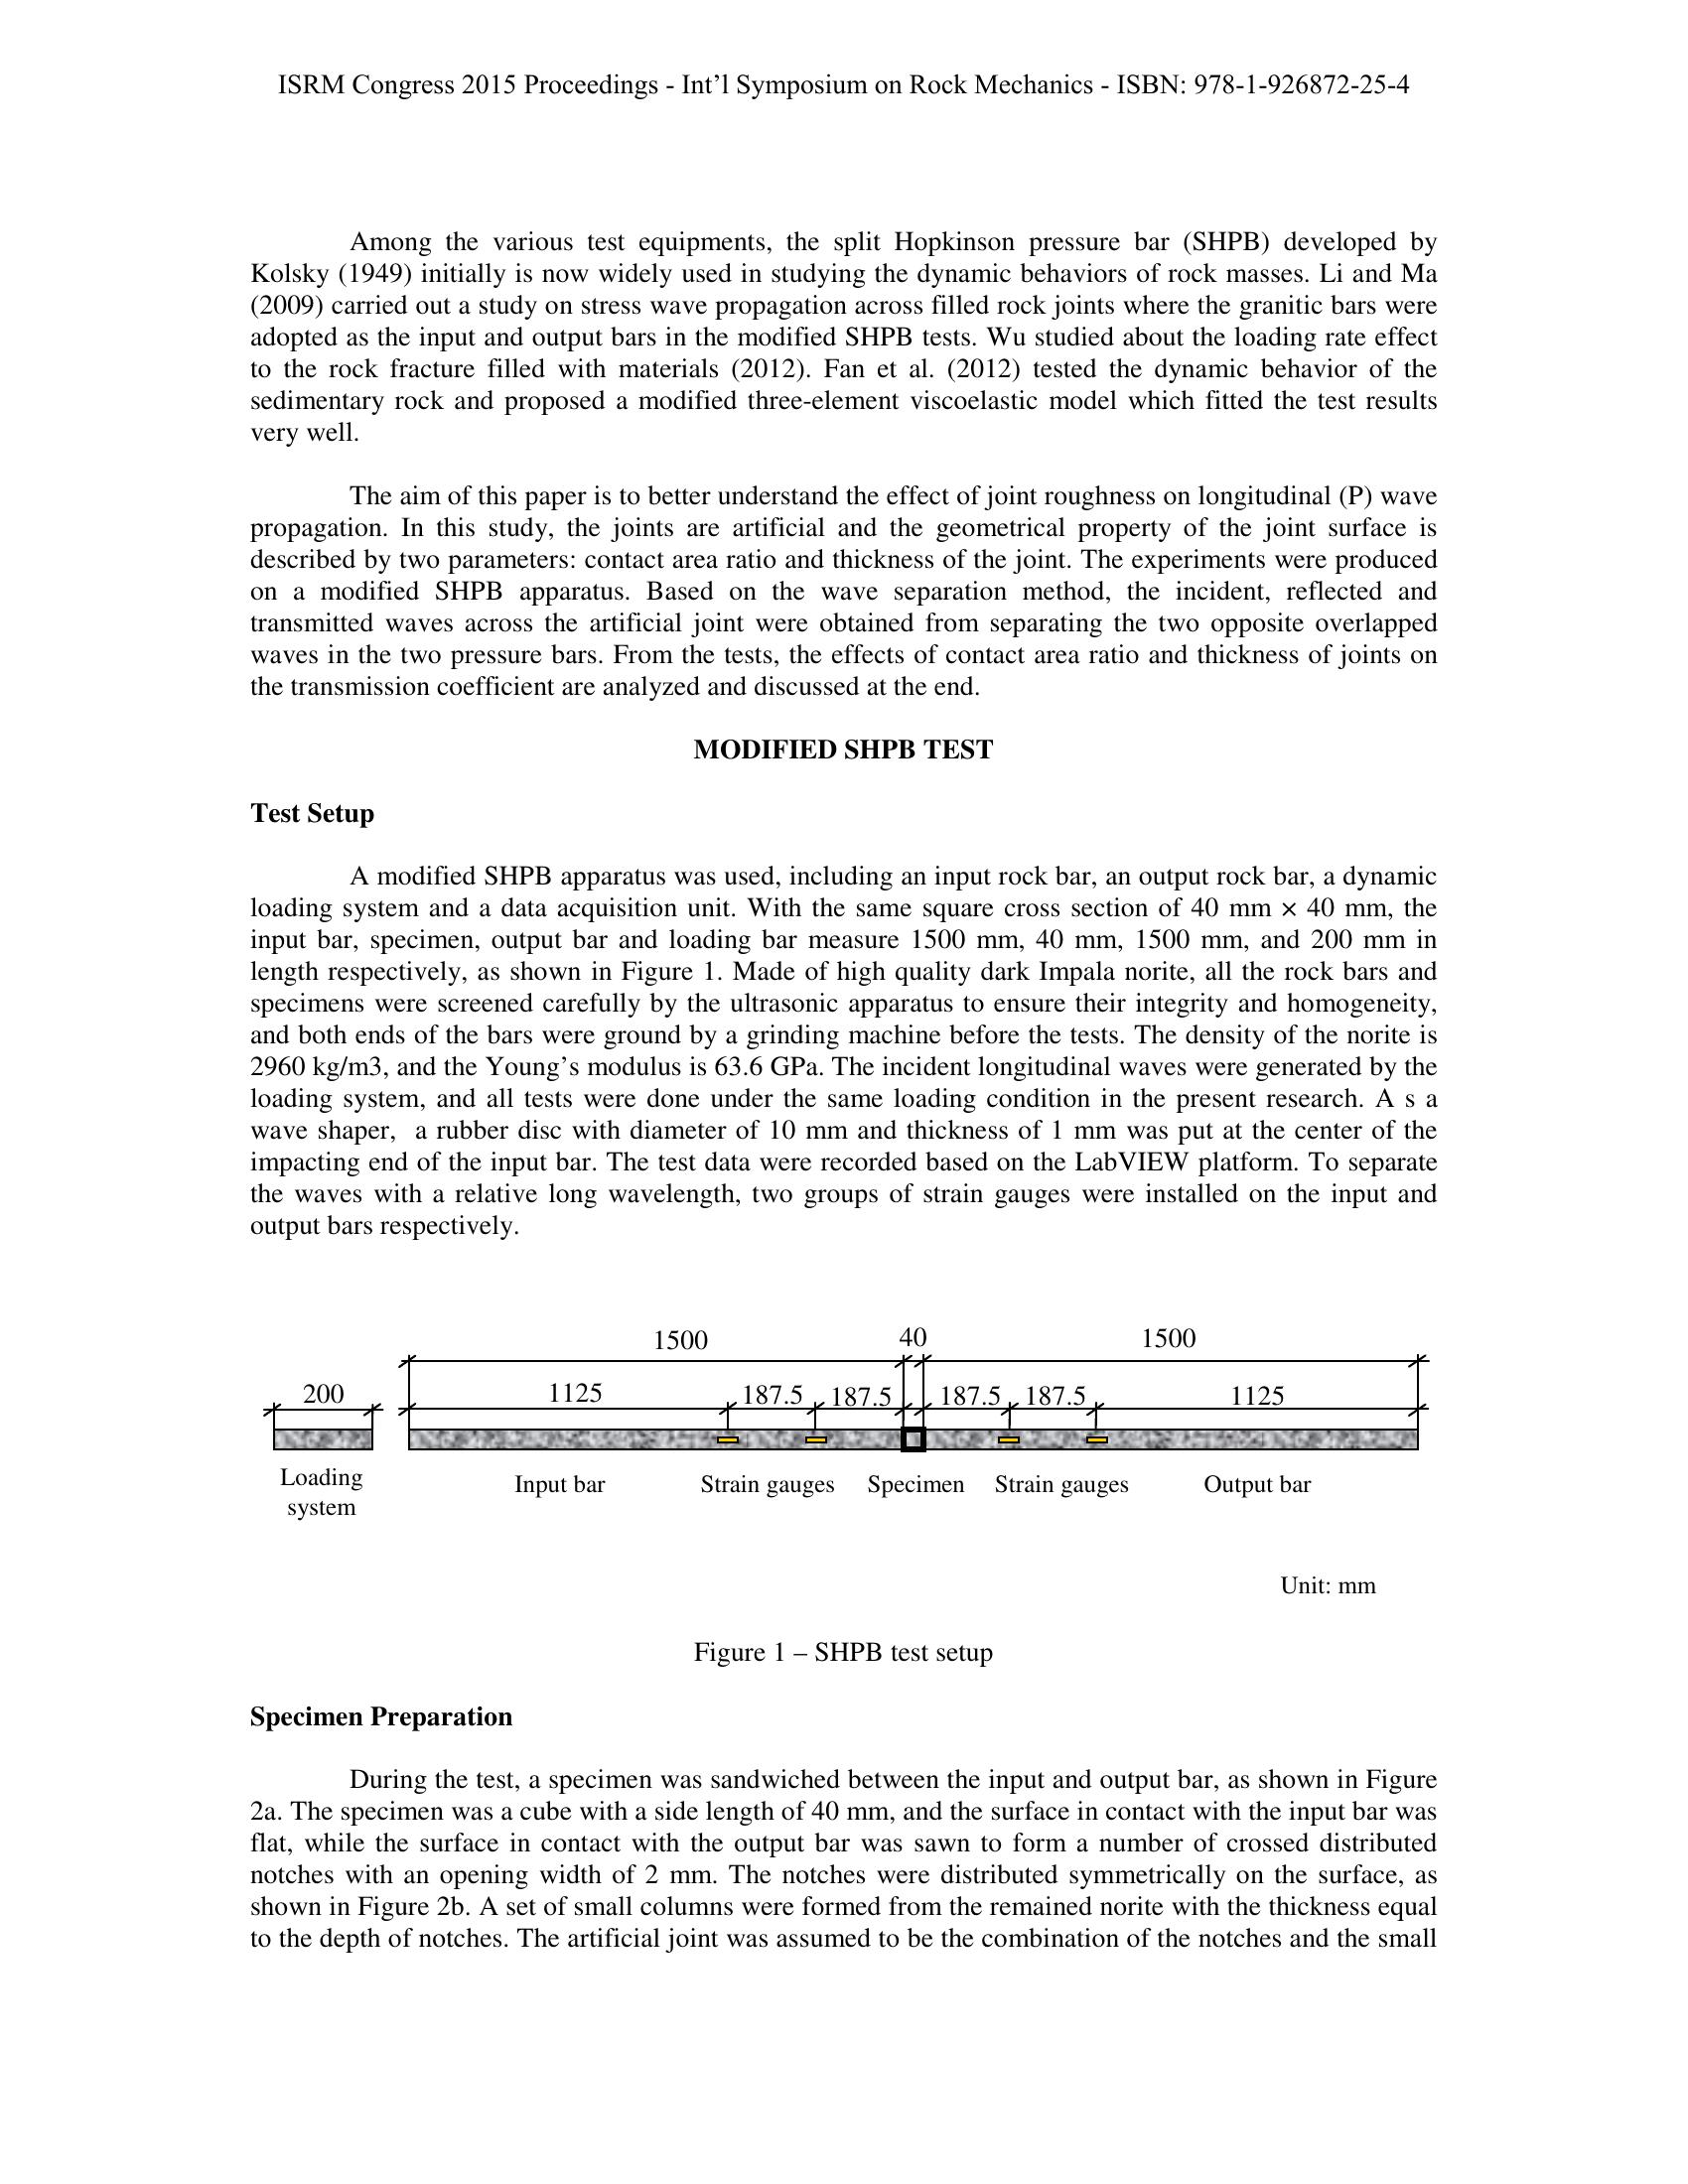 ISRM Congress 2015 Proceedings - Int’l Symposium on Rock Mechanics - ISBN: 978-1-926872-25-4
Among the various test equipments, the split Hopkinson pressure bar (SHPB) developed by
Kolsky (1949) initially is now widely used in studying the dynamic behaviors of rock masses. Li and Ma
(2009) carried out a study on stress wave propagation across filled rock joints where the granitic bars were
adopted as the input and output bars in the modified SHPB tests. Wu studied about the loading rate effect
to the rock fracture filled with materials (2012). Fan et al. (2012) tested the dynamic behavior of the
sedimentary rock and proposed a modified three-element viscoelastic model which fitted the test results
very well.
The aim of this paper is to better understand the effect of joint roughness on longitudinal (P) wave
propagation. In this study, the joints are artificial and the geometrical property of the joint surface is
described by two parameters: contact area ratio and thickness of the joint. The experiments were produced
on a modified SHPB apparatus. Based on the wave separation method, the incident, reflected and
transmitted waves across the artificial joint were obtained from separating the two opposite overlapped
waves in the two pressure bars. From the tests, the effects of contact area ratio and thickness of joints on
the transmission coefficient are analyzed and discussed at the end.
MODIFIED SHPB TEST
Test Setup
A modified SHPB apparatus was used, including an input rock bar, an output rock bar, a dynamic
loading system and a data acquisition unit. With the same square cross section of 40 mm × 40 mm, the
input bar, specimen, output bar and loading bar measure 1500 mm, 40 mm, 1500 mm, and 200 mm in
length respectively, as shown in Figure 1. Made of high quality dark Impala norite, all the rock bars and
specimens were screened carefully by the ultrasonic apparatus to ensure their integrity and homogeneity,
and both ends of the bars were ground by a grinding machine before the tests. The density of the norite is
2960 kg/m3, and the Young’s modulus is 63.6 GPa. The incident longitudinal waves were generated by the
loading system, and all tests were done under the same loading condition in the present research. A s a
wave shaper,  a rubber disc with diameter of 10 mm and thickness of 1 mm was put at the center of the
impacting end of the input bar. The test data were recorded based on the LabVIEW platform. To separate
the waves with a relative long wavelength, two groups of strain gauges were installed on the input and
output bars respectively.
1500 40 1500
200 1125 187.5 187.5 187.5 187.5 1125
Loading
system
Input bar Strain gauges Specimen Strain gauges Output bar
Unit: mm
Figure 1 – SHPB test setup
Specimen Preparation
During the test, a specimen was sandwiched between the input and output bar, as shown in Figure
2a. The specimen was a cube with a side length of 40 mm, and the surface in contact with the input bar was
flat, while the surface in contact with the output bar was sawn to form a number of crossed distributed
notches with an opening width of 2 mm. The notches were distributed symmetrically on the surface, as
shown in Figure 2b. A set of small columns were formed from the remained norite with the thickness equal
to the depth of notches. The artificial joint was assumed to be the combination of the notches and the small